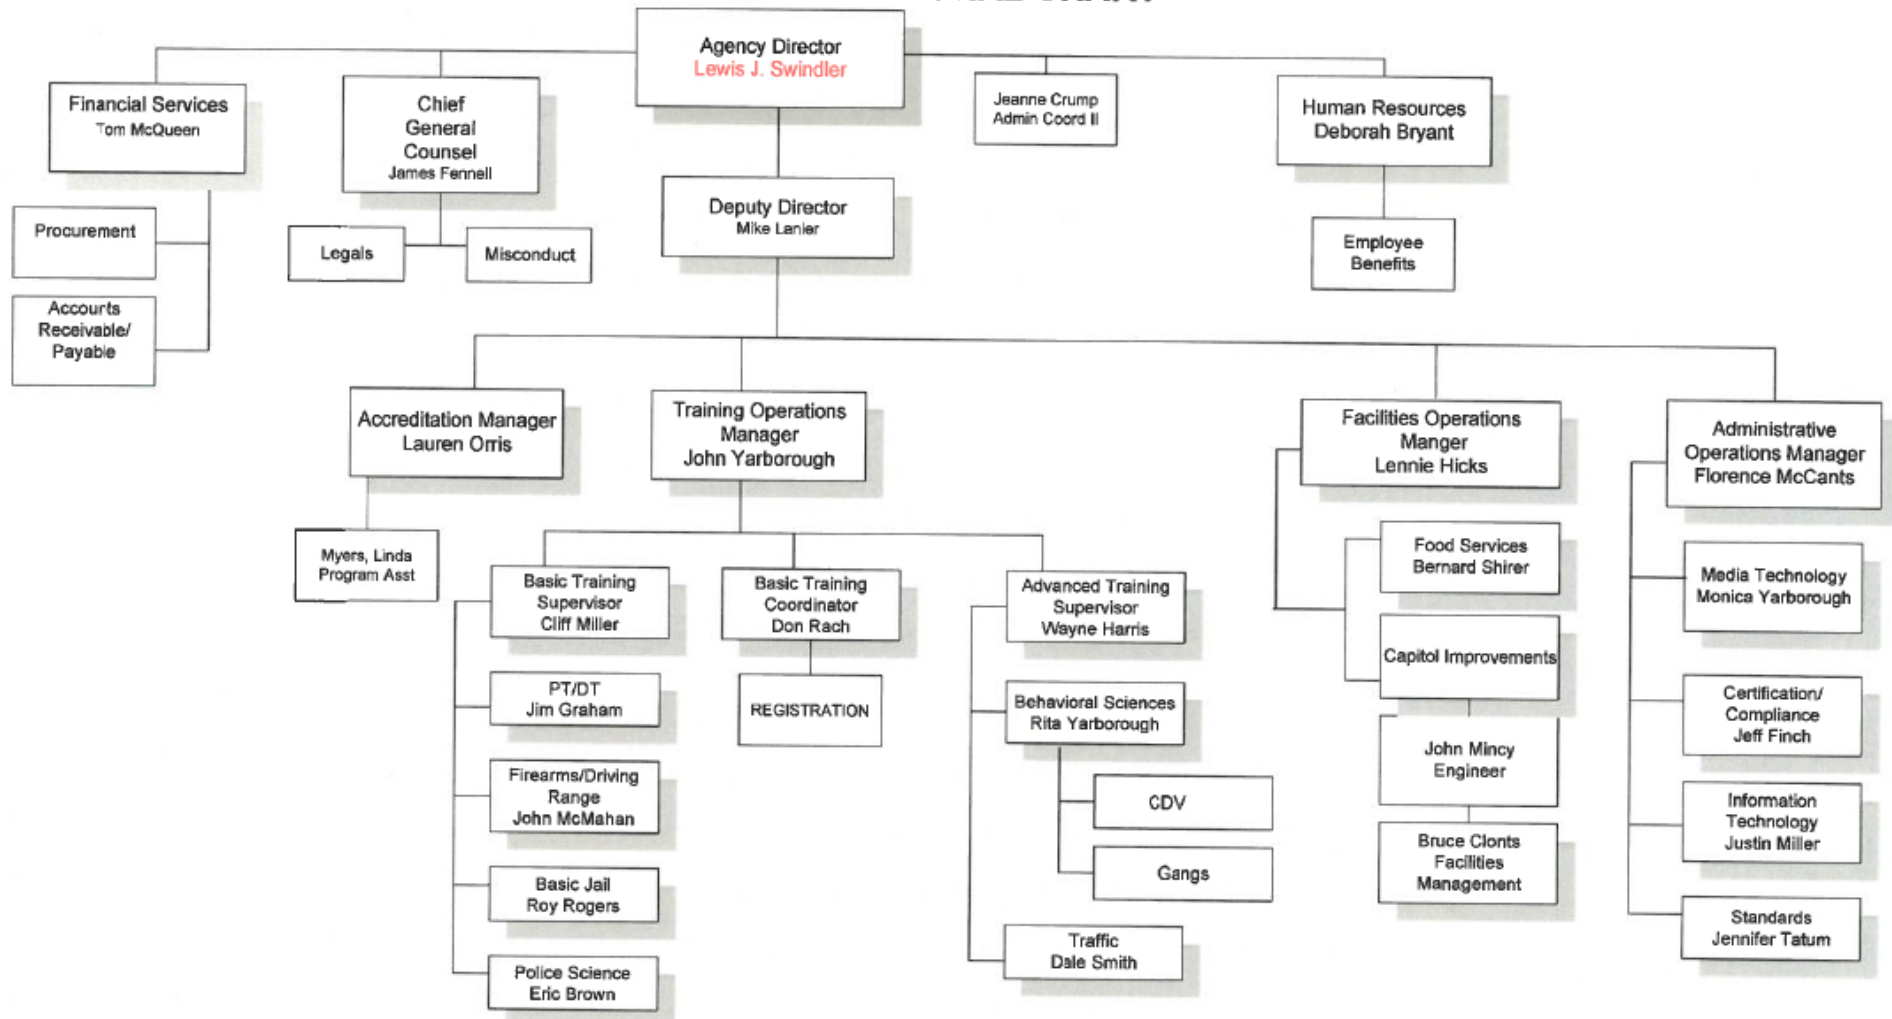 Agency Director
Lewis J. Swindler
Financial Services
Tom McQueen
Chief
General
Counsel
James Fennell
Jeanne Crump
Admin Coord II
Human Resources
Deborah Bryant
Procurement
Accounts
Receivable/
Payable
Legals
Misconduct
Deputy Director
Mike Lanier
Employee
Benefits
Accreditation Manager
Lauren Orris
Training Operations
Manager
John Yarborough
Facilities Operations
Manger
Lennie Hicks
Administrative
Operations Manager
Florence McCants
Myers, Linda
Program Asst
Basic Training
Supervisor
Cliff Miller
Basic Training
Coordinator
Don Rach
Advanced Training
Supervisor
Wayne Harris
PT/DT
Jim Graham
Firearms/Driving
Range
John McMahan
Basic Jail
Roy Rogers
Police Science
Eric Brown
REGISTRATION
Behavioral Sciences
Rita Yarborough
CDV
Gangs
Traffic
Dale Smith
Food Services
Bernard Shirer
Capitol Improvements
John Mincy
Engineer
Bruce Clonts
Facilities
Management
Media Technology
Monica Yarborough
Certification/
Compliance
Jeff Finch
Information
Technology
Justin Miller
Standards
Jennifer Tatum